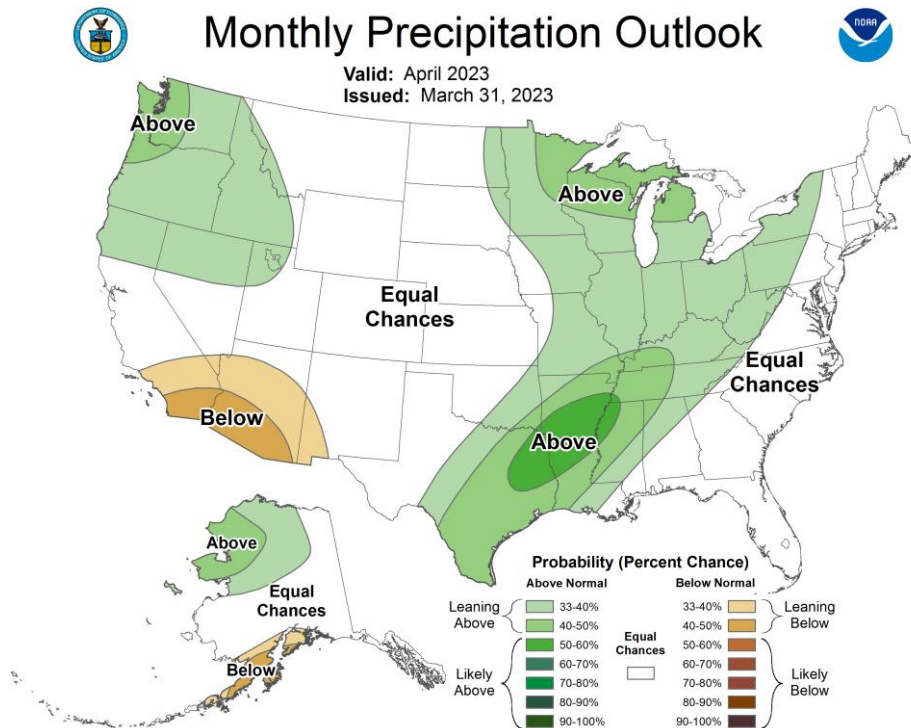 Monthly Precipitation Outlook
NOAA
Valid: April 2023
Issued: March 31, 2023
Above
Above
Equal
Chances
Equal
Chances
Below
Above
Above
Equal
Chances
Below
Probability (Percent Chance)
Above Normal
Below Normal
Leaning
Above
33-40%
40-50%
Likely
Above
50-60%
60-70%
70-80%
80-90%
90-100%
Equal
Chances
33-40%
40-50%
Leaning
Below
50-60%
60-70%
70-80%
80-90%
90-100%
Likely
Below